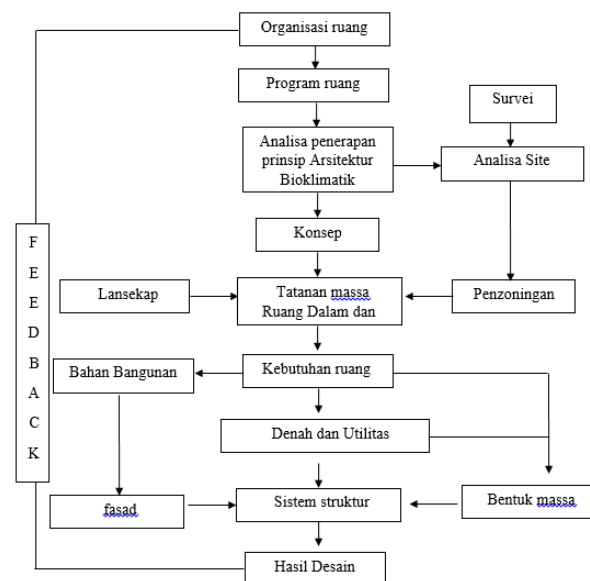 Organisasi ruang
Program ruang
Survei
Analisa penerapan
prinsip Arsitektur
Bioklimatik
Analisa Site
Konsep
F
E
E
D
B
A
C
K
Lansekap
Tatanan massa
Ruang Dalam dan
Penzoningan
Bahan Bangunan
Kebutuhan ruang
Denah dan Utilitas
fasad
Sistem struktur
Bentuk massa
Hasil Desain